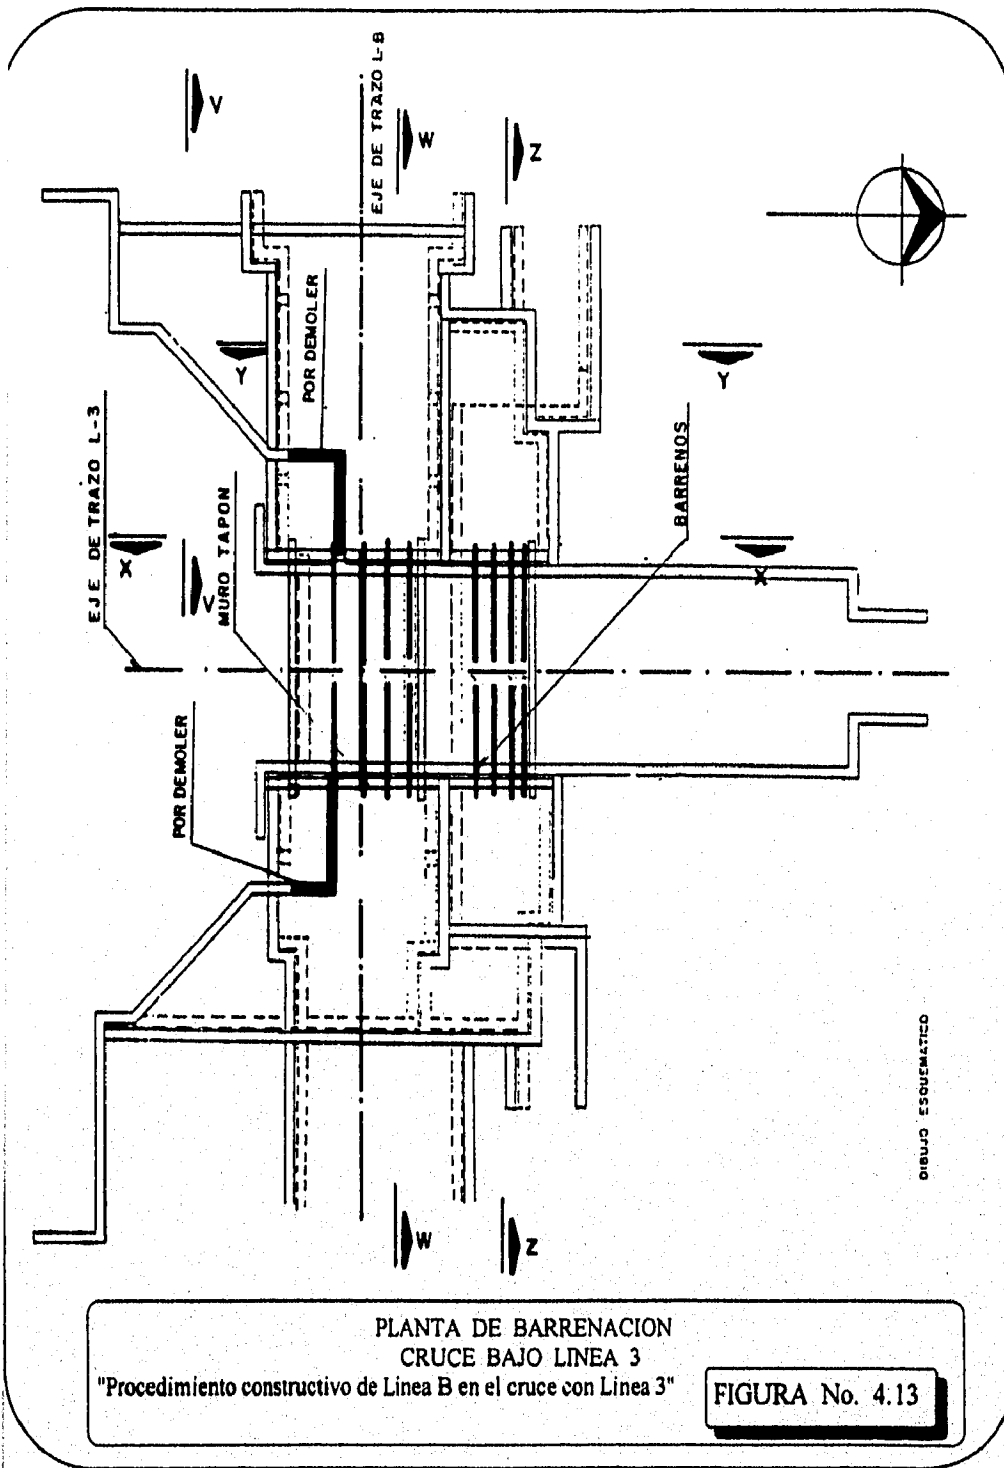 V
EJE DE TRAZO L-B
W
Z
POR DEMOLER
Y
Y
EJE DE TRAZO L-3
BARRENOS
MURO TAPON
X
V
X
POR DEMOLER
DIBUJO ESQUEMATICO
W
Z
PLANTA DE BARRENACION
CRUCE BAJO LINEA 3
"Procedimiento constructivo de Linea B en el cruce con Linea 3"
FIGURA No. 4.13